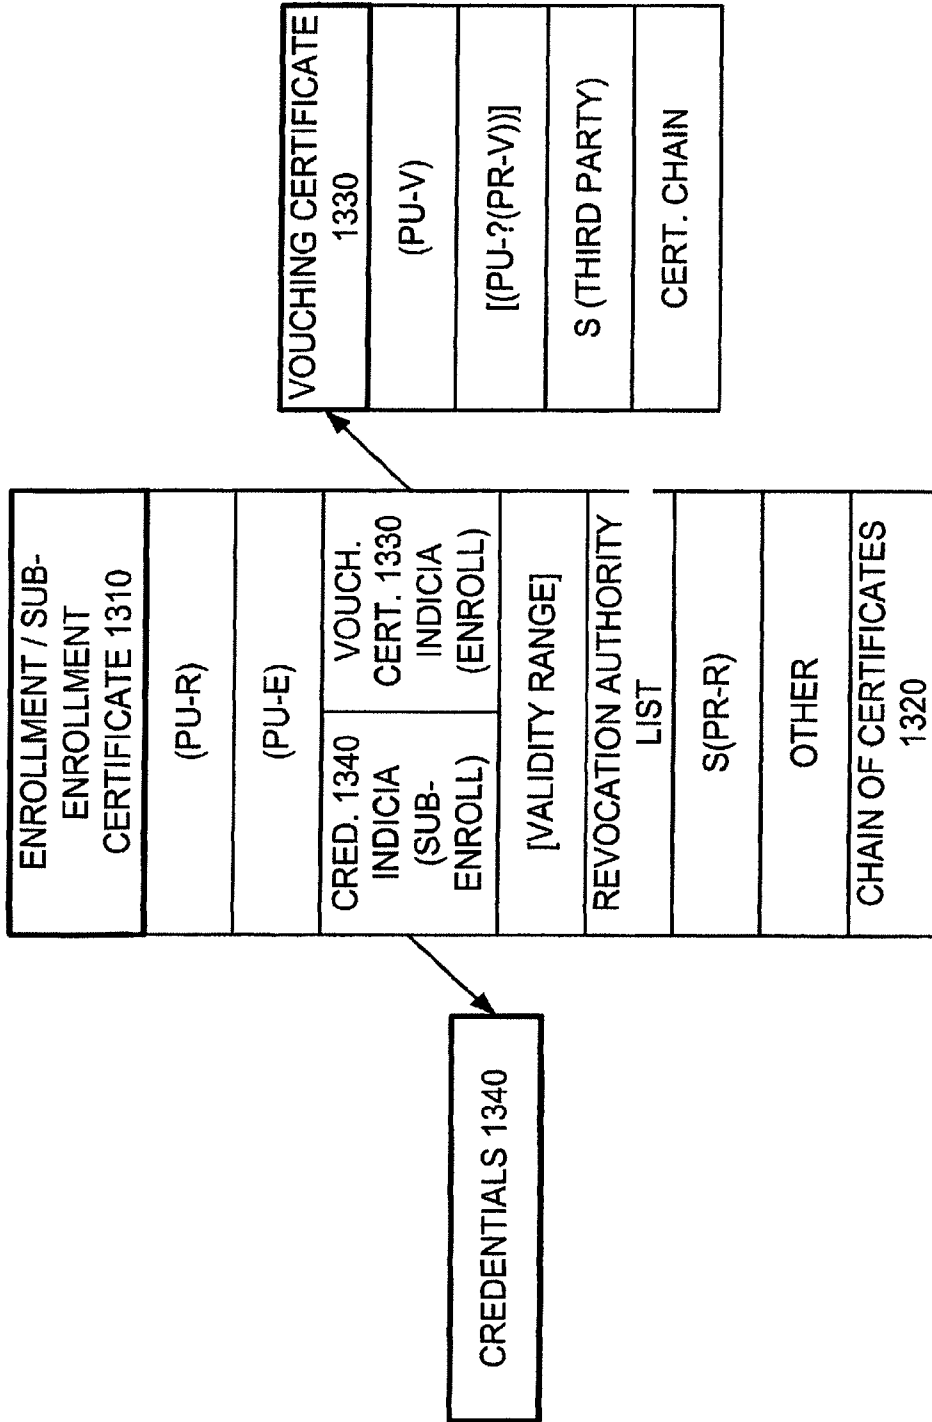 CREDENTIALS 1340
ENROLLMENT / SUB-
ENROLLMENT
CERTIFICATE 1310
(PU-R)
(PU-E)
CRED. 1340
INDICIA
(SUB-
ENROLL)
VOUCH.
CERT. 1330
INDICIA
(ENROLL)
[VALIDITY RANGE]
REVOCATION AUTHORITY
LIST
S(PR-R)
OTHER
CHAIN OF CERTIFICATES
1320
VOUCHING CERTIFICATE
1330
(PU-V)
[(PU-?(PR-V))]
S (THIRD PARTY)
CERT. CHAIN